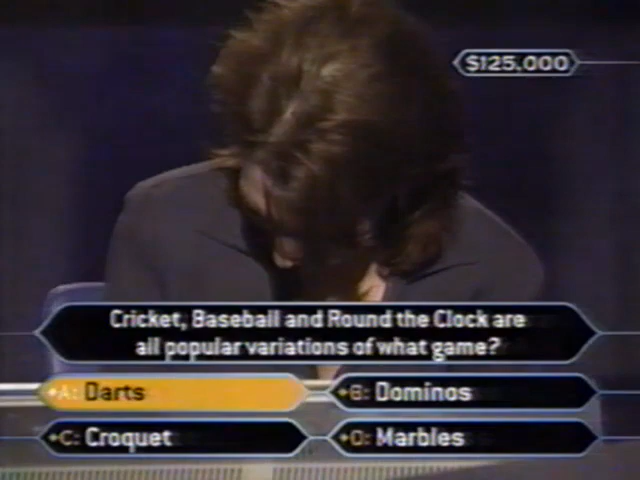 $125,000
Cricket, Baseball and Round the Clock are
all popular variations of what game?
A: Darts
B: Dominos
C: Croquet
D: Marbles